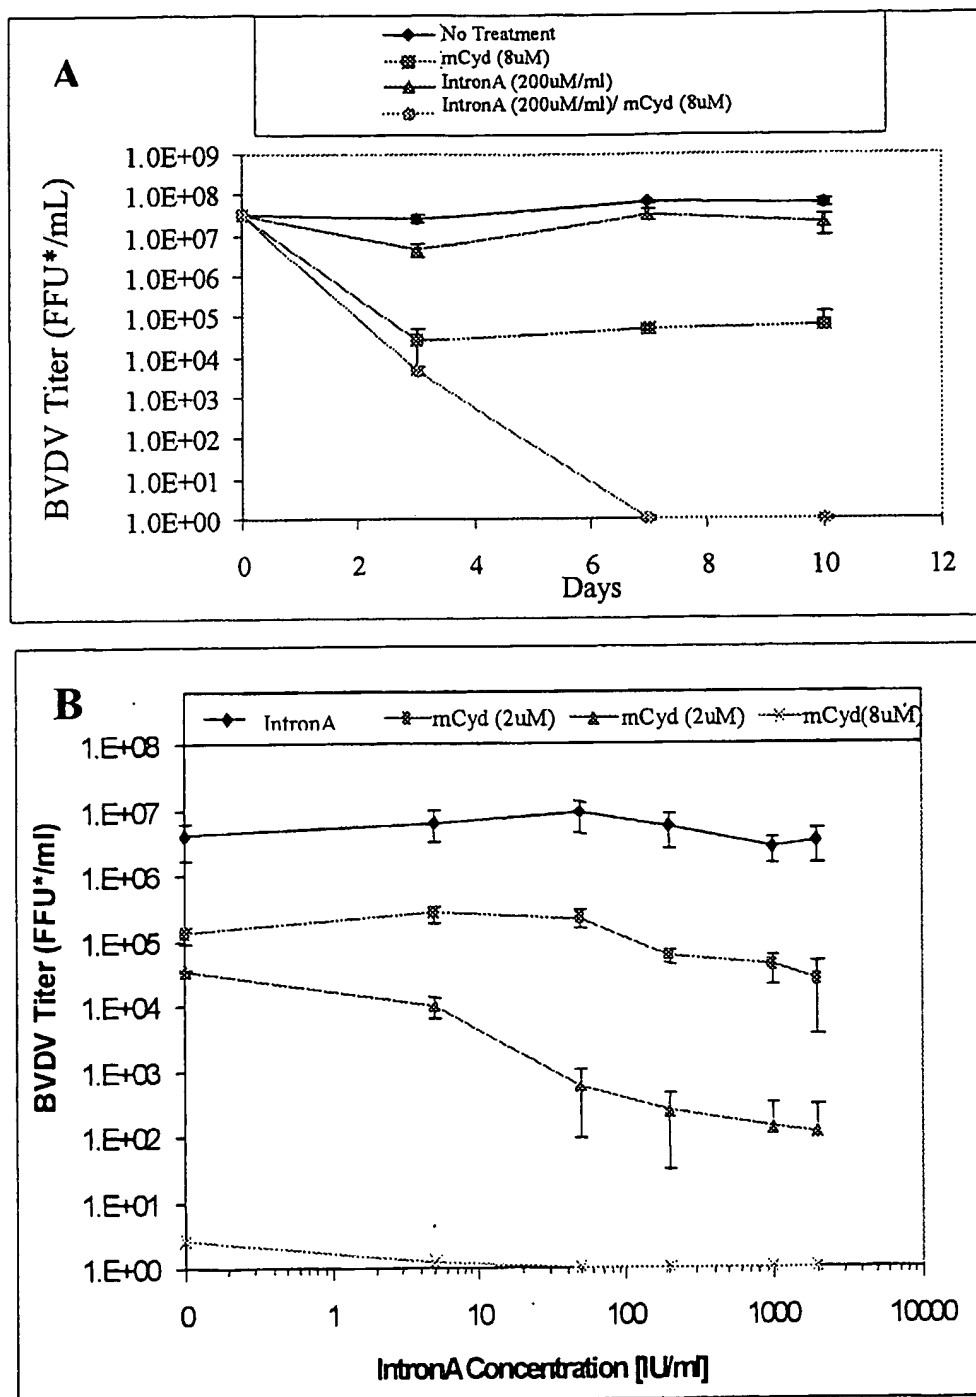 A
No Treatment
mCyd (8uM)
IntronA (200uM/ml)
IntronA (200uM/ml)/ mCyd (8uM)
BVDV Titer (FFU*/mL)
1.0E+09
1.0E+08
1.0E+07
1.0E+06
1.0E+05
1.0E+04
1.0E+03
1.0E+02
1.0E+01
1.0E+00
0 2 4 6 8 10 12
Days
B
IntronA mCyd (2uM) mCyd (2uM) mCyd(8uM)
BVDV Titer (FFU*/ml)
1.E+08
1.E+07
1.E+06
1.E+05
1.E+04
1.E+03
1.E+02
1.E+01
1.E+00
0 1 10 100 1000 10000
IntronA Concentration [IU/ml]